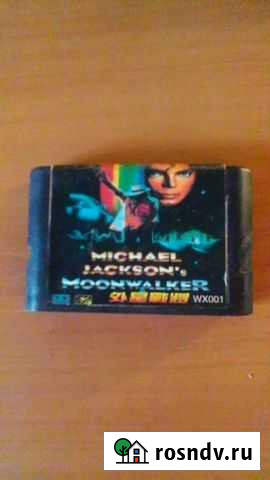 MICHAEL
JACKSON's
MOONWALKER
WX001
rosndv.ru